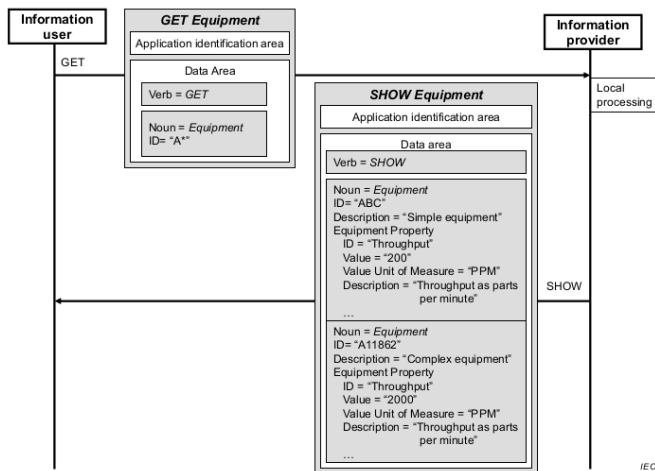 Information
user
GET Equipment
Application identification area
Information
provider
GET
Data Area
Verb = GET
Noun = Equipment
ID= “A*”
Local
processing
SHOW Equipment
Application identification area
Data area
Verb = SHOW
Noun = Equipment
ID= “ABC”
Description = “Simple equipment”
Equipment Property
ID = “Throughput”
Value = “200”
Value Unit of Measure = “PPM”
Description = “Throughput as parts
per minute”
…
SHOW
Noun = Equipment
ID= “A11862”
Description = “Complex equipment”
Equipment Property
ID = “Throughput”
Value = “2000”
Value Unit of Measure = “PPM”
Description = “Throughput as parts
per minute”
…
IEC